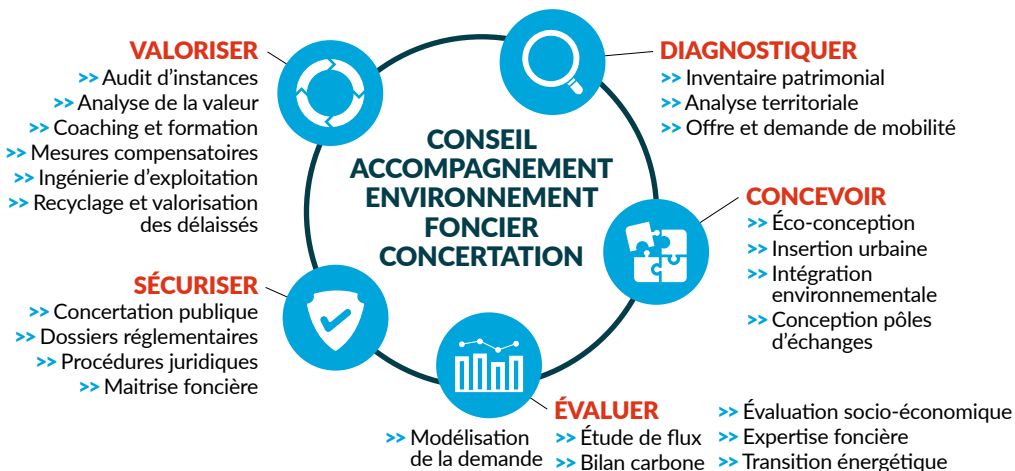 VALORISER
>> Audit d'instances
>> Analyse de la valeur
>> Coaching et formation
>> Mesures compensatoires
>> Ingénierie d'exploitation
>> Recyclage et valorisation
des délaissés
DIAGNOSTIQUER
>> Inventaire patrimonial
>> Analyse territoriale
>> Offre et demande de mobilité
CONSEIL
ACCOMPAGNEMENT
ENVIRONNEMENT
FONCIER
CONCERTATION
CONCEVOIR
>> Éco-conception
>> Insertion urbaine
>> Intégration
environnementale
>> Conception pôles
d'échanges
SÉCURISER
>> Concertation publique
>> Dossiers réglementaires
>> Procédures juridiques
>> Maitrise foncière
ÉVALUER
>> Modélisation
de la demande
>> Étude de flux
>> Bilan carbone
>> Évaluation socio-économique
>> Expertise foncière
>> Transition énergétique